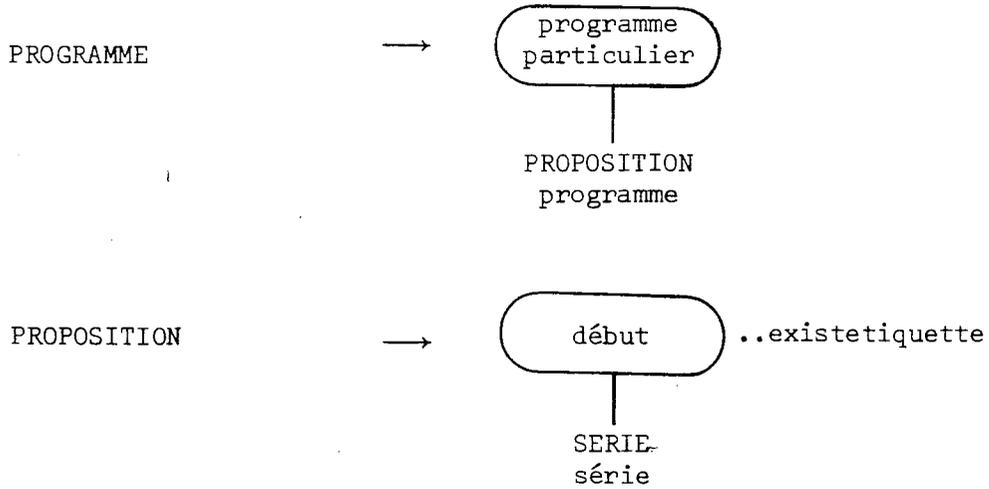 PROGRAMME → programme
particulier
PROPOSITION
programme
PROPOSITION → début ..existetiquette
SERIE
série